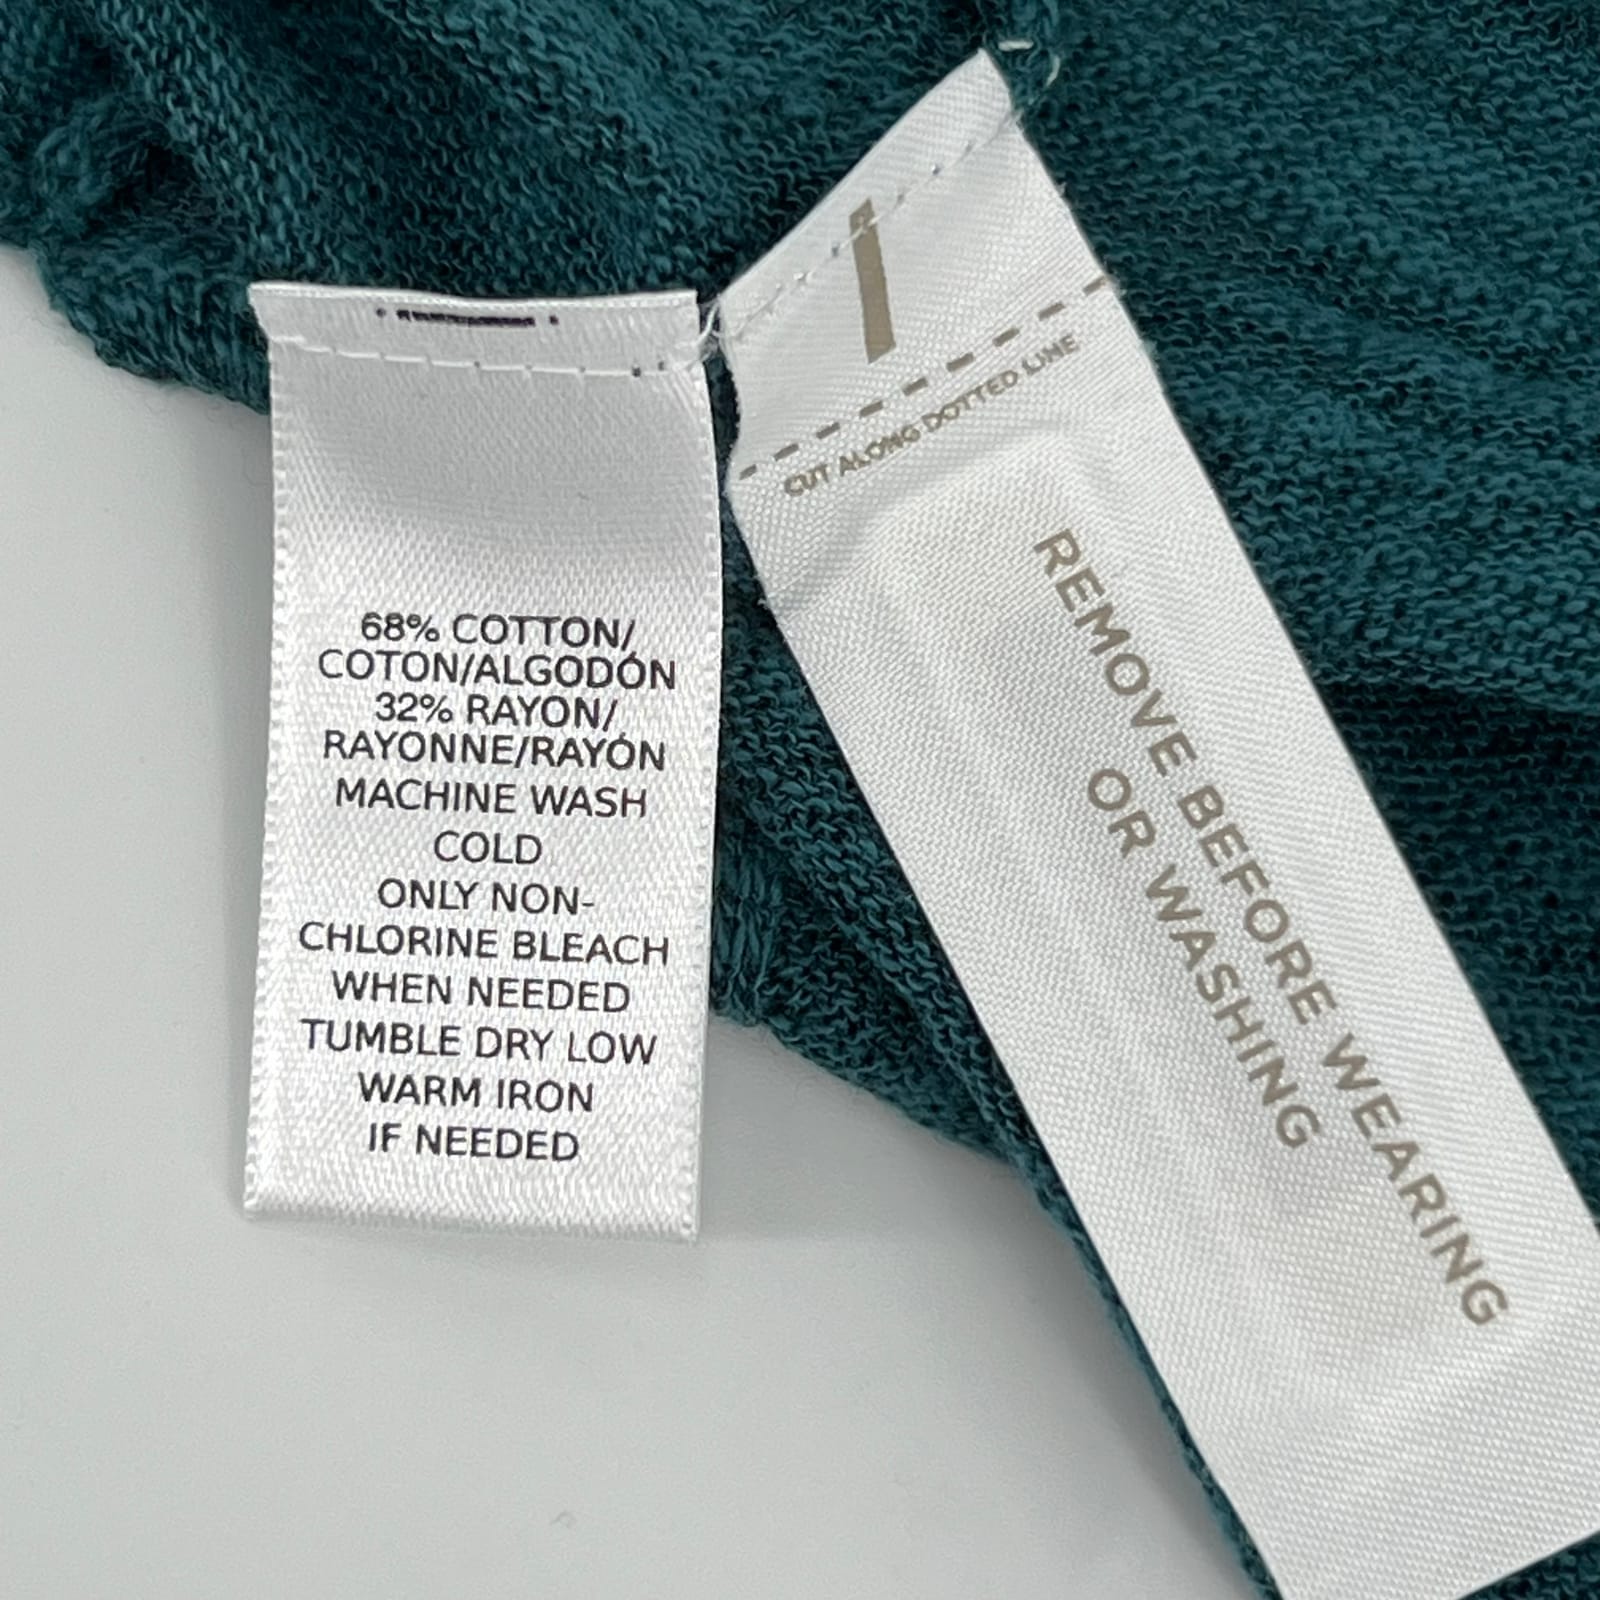 68% COTTON/
COTON/ALGODÓN
32% RAYON/
RAYONNE/RAYÓN
MACHINE WASH
COLD
ONLY NON-
CHLORINE BLEACH
WHEN NEEDED
TUMBLE DRY LOW
WARM IRON
IF NEEDED
CUT ALONG DOTTED LINE
REMOVE BEFORE WEARING
OR WASHING